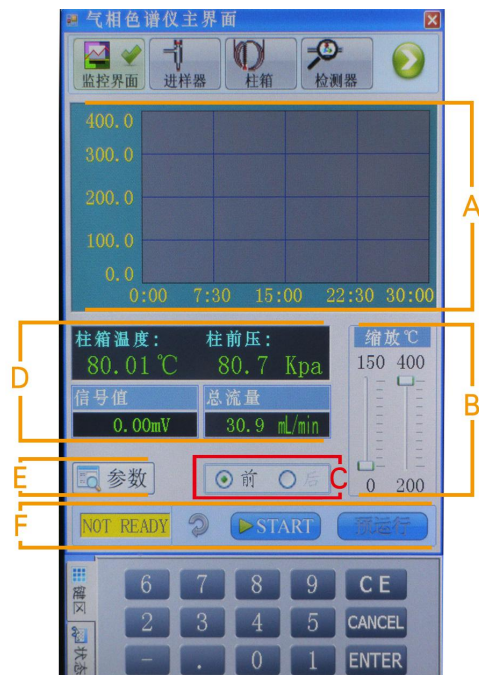 气相色谱仪主界面
监控界面 进样器 柱箱 检测器
400.0
300.0
200.0
100.0
0.0
0:00 7:30 15:00 22:30 30:00
A
柱箱温度: 柱前压:
80.01℃ 80.7 Kpa
信号值 总流量
0.00mV 30.9 mL/min
D
缩放℃
150 400
0 200
B
E
参数
前 后
C
F
NOT READY START 预运行
键区
状态
6 7 8 9 CE
2 3 4 5 CANCEL
- . 0 1 ENTER